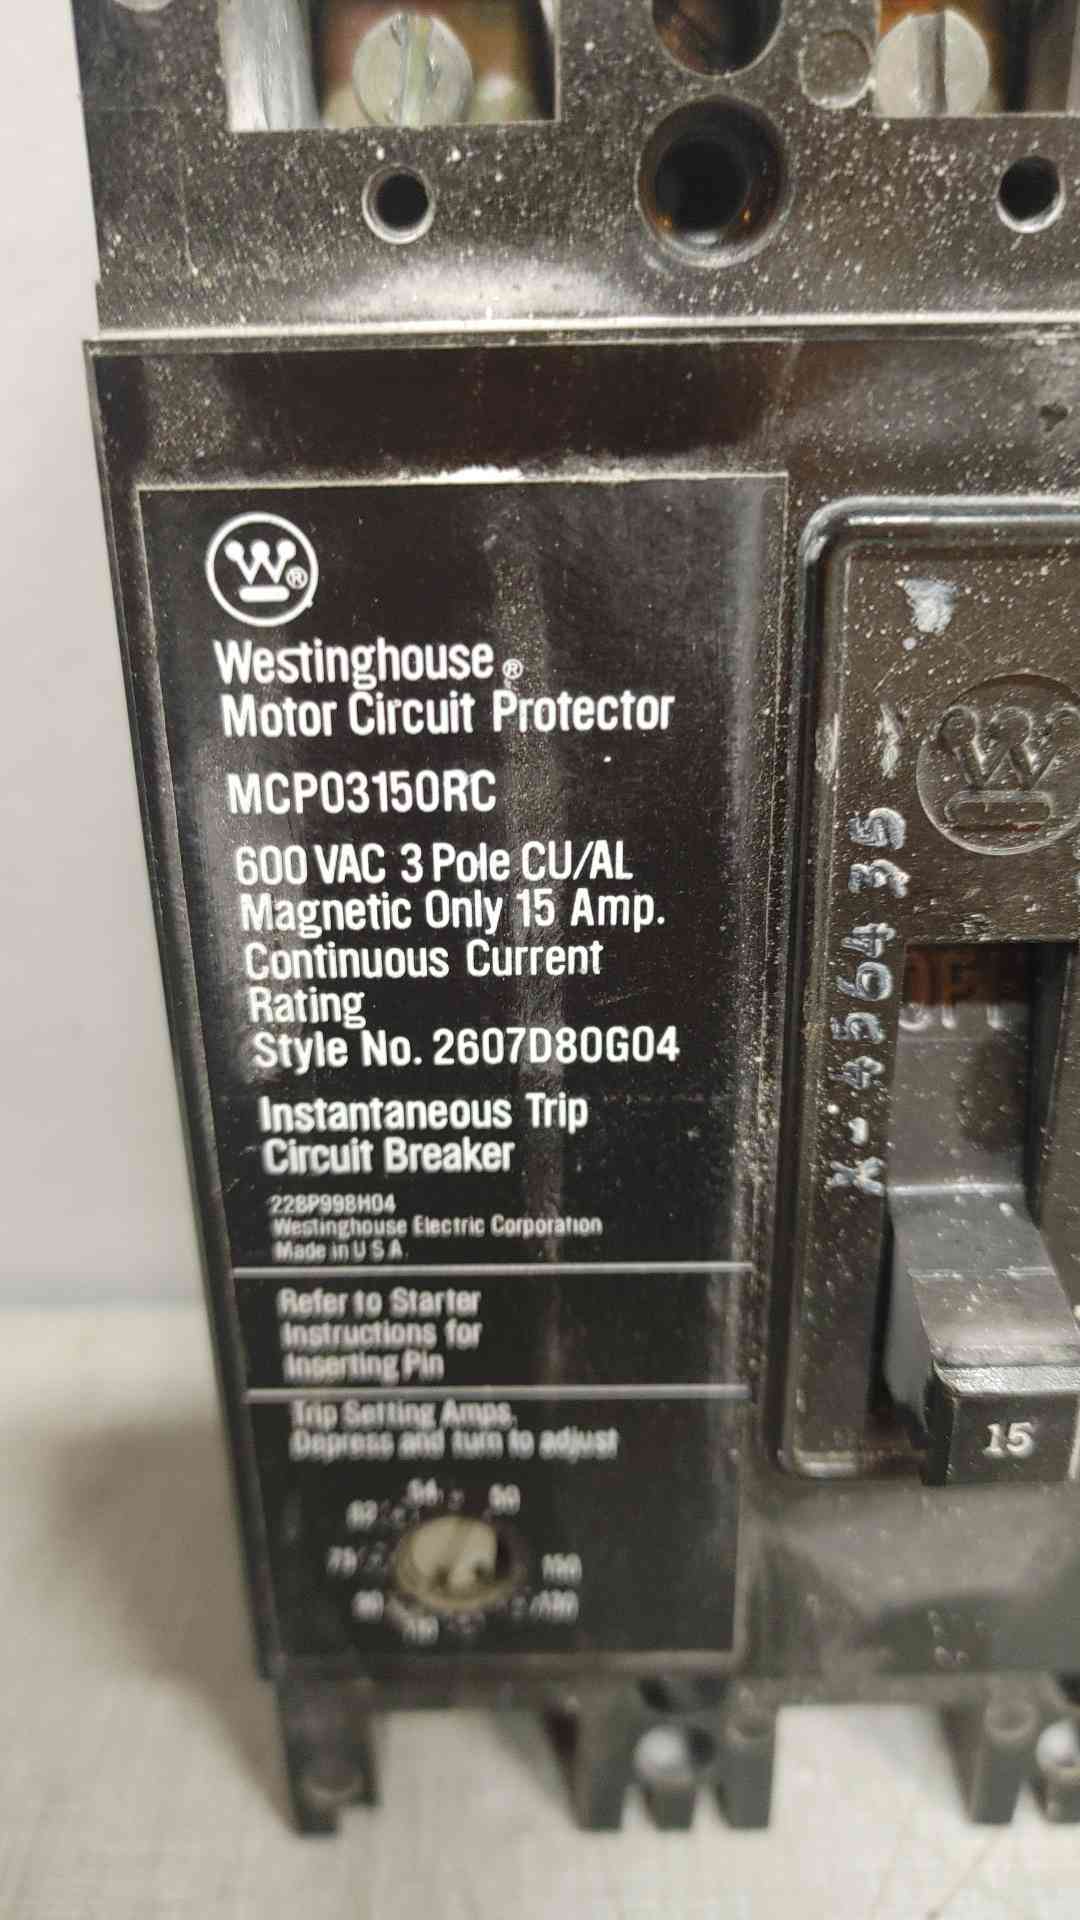 W®
Westinghouse®
Motor Circuit Protector
MCP03150RC
600 VAC 3 Pole CU/AL
Magnetic Only 15 Amp.
Continuous Current
Rating
Style No. 2607D80G04
Instantaneous Trip
Circuit Breaker
228P998H04
Westinghouse Electric Corporation
Made in U S A
Refer to Starter
Instructions for
Inserting Pin
Trip Setting Amps.
Depress and turn to adjust
50
150
W
X-456435
15